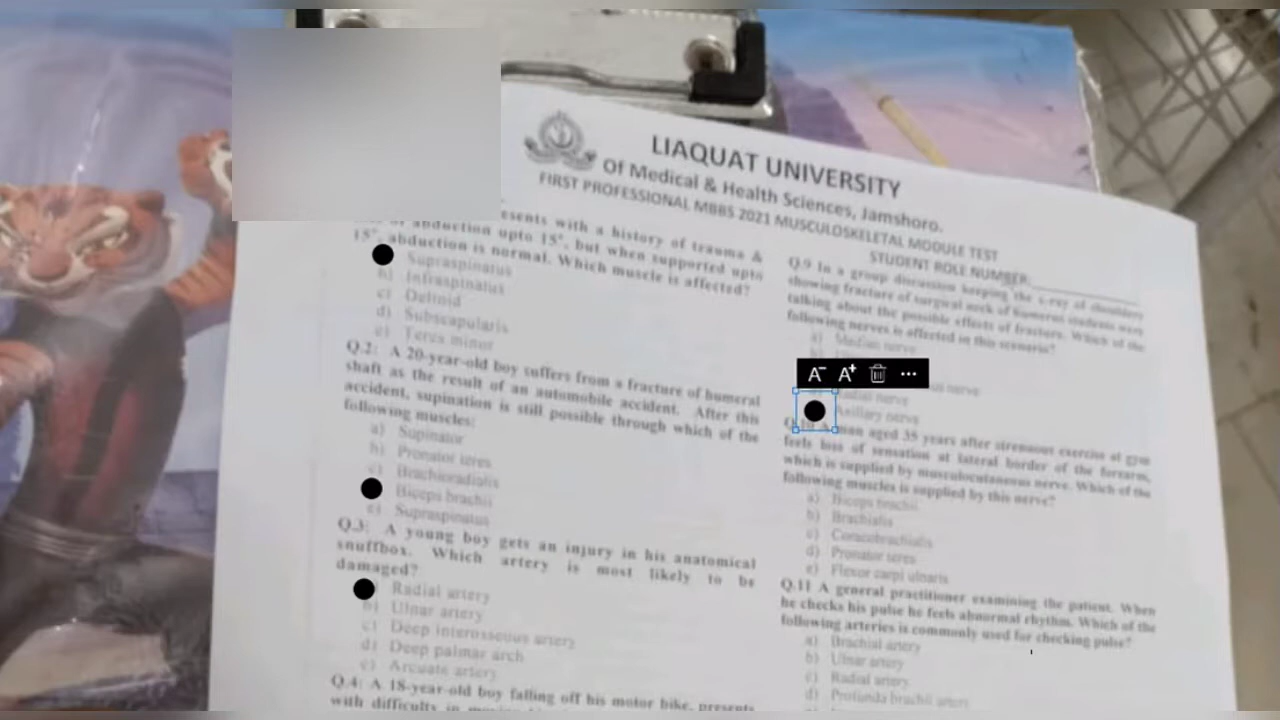 LIAQUAT UNIVERSITY
Of Medical & Health Sciences, Jamshoro.
FIRST PROFESSIONAL MBBS 2021 MUSCULOSKELETAL MODULE TEST
STUDENT ROLE NUMBER:
esents with a history of trauma &
of abduction upto 15°, but when supported upto
15°, abduction is normal. Which muscle is affected?
Supraspinatus
b) Infraspinatus
c) Deltoid
d) Subscapularis
e) Teres minor
Q.2: A 20-year-old boy suffers from a fracture of humeral
shaft as the result of an automobile accident. After this
accident, supination is still possible through which of the
following muscles:
a) Supinator
b) Pronator teres
c) Brachioradialis
Biceps brachii
e) Supraspinatus
Q.3: A young boy gets an injury in his anatomical
snuffbox. Which artery is most likely to be
damaged?
Radial artery
b) Ulnar artery
c) Deep interosseous artery
d) Deep palmar arch
e) Arcuate artery
Q.4: A 18-year-old boy falling off his motor bike, presents
with difficulty in
Q.9 In a group discussion keeping the x-ray of shoulder
showing fracture of surgical neck of humerus students were
talking about the possible effects of fracture. Which of the
following nerves is affected in this scenario?
a) Median nerve
nerve
Radial nerve
Axillary nerve
A⁻ A⁺
A man aged 35 years after strenuous exercise at gym
feels loss of sensation at lateral border of the forearm,
which is supplied by musculocutaneous nerve. Which of the
following muscles is supplied by this nerve?
a) Biceps brachii
b) Brachialis
c) Coracobrachialis
d) Pronator teres
e) Flexor carpi ulnaris
Q.11 A general practitioner examining the patient. When
he checks his pulse he feels abnormal rhythm. Which of the
following arteries is commonly used for checking pulse?
a) Brachial artery
b) Ulnar artery
c) Radial artery
d) Profunda brachii artery